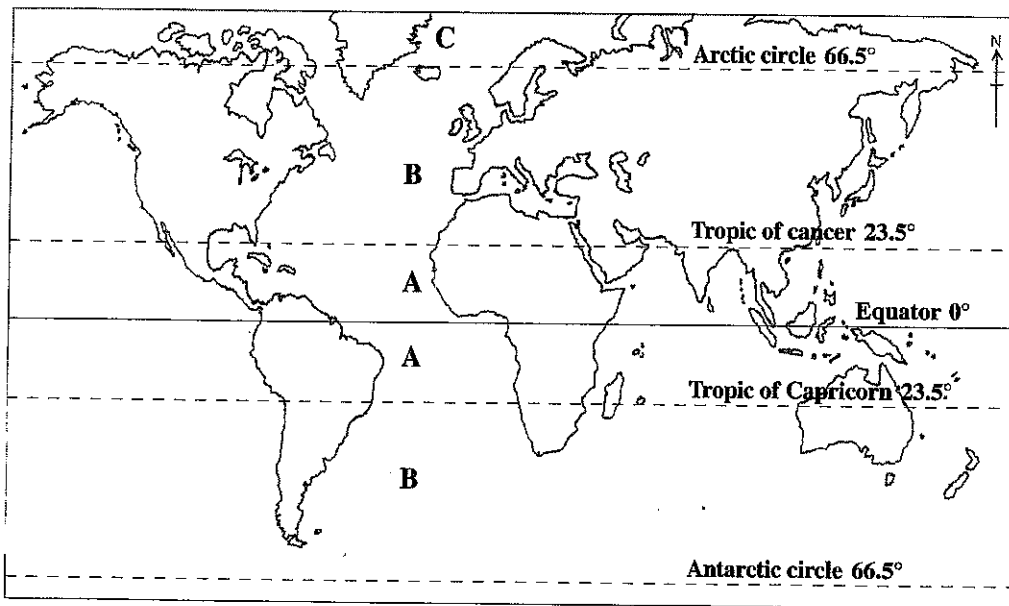 C
Arctic circle 66.5°
N
B
Tropic of cancer 23.5°
A
Equator 0°
A
Tropic of Capricorn 23.5°
B
Antarctic circle 66.5°